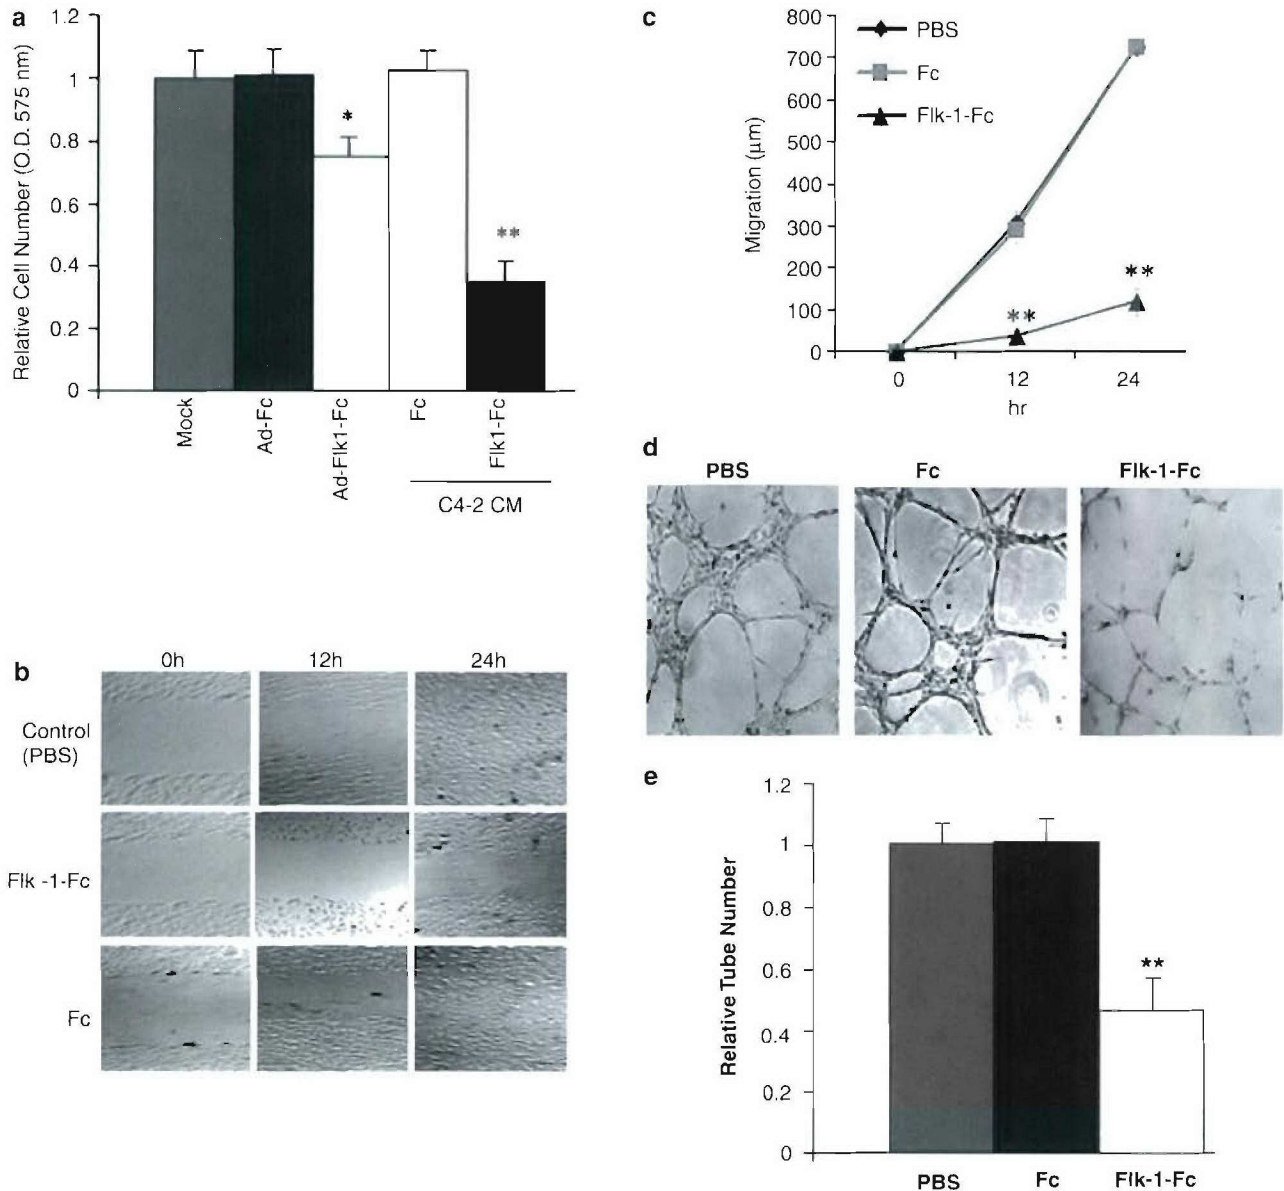 a
Relative Cell Number (O.D. 575 nm)
1.2
1
0.8
0.6
0.4
0.2
0
*
**
Mock
Ad-Fc
Ad-Flk1-Fc
Fc
Flk1-Fc
C4-2 CM
b
0h
12h
24h
Control
(PBS)
Flk -1-Fc
Fc
c
Migration (μm)
800
700
600
500
400
300
200
100
0
PBS
Fc
Flk-1-Fc
**
**
0
12
24
hr
d
PBS
Fc
Flk-1-Fc
e
Relative Tube Number
1.2
1
0.8
0.6
0.4
0.2
0
**
PBS
Fc
Flk-1-Fc